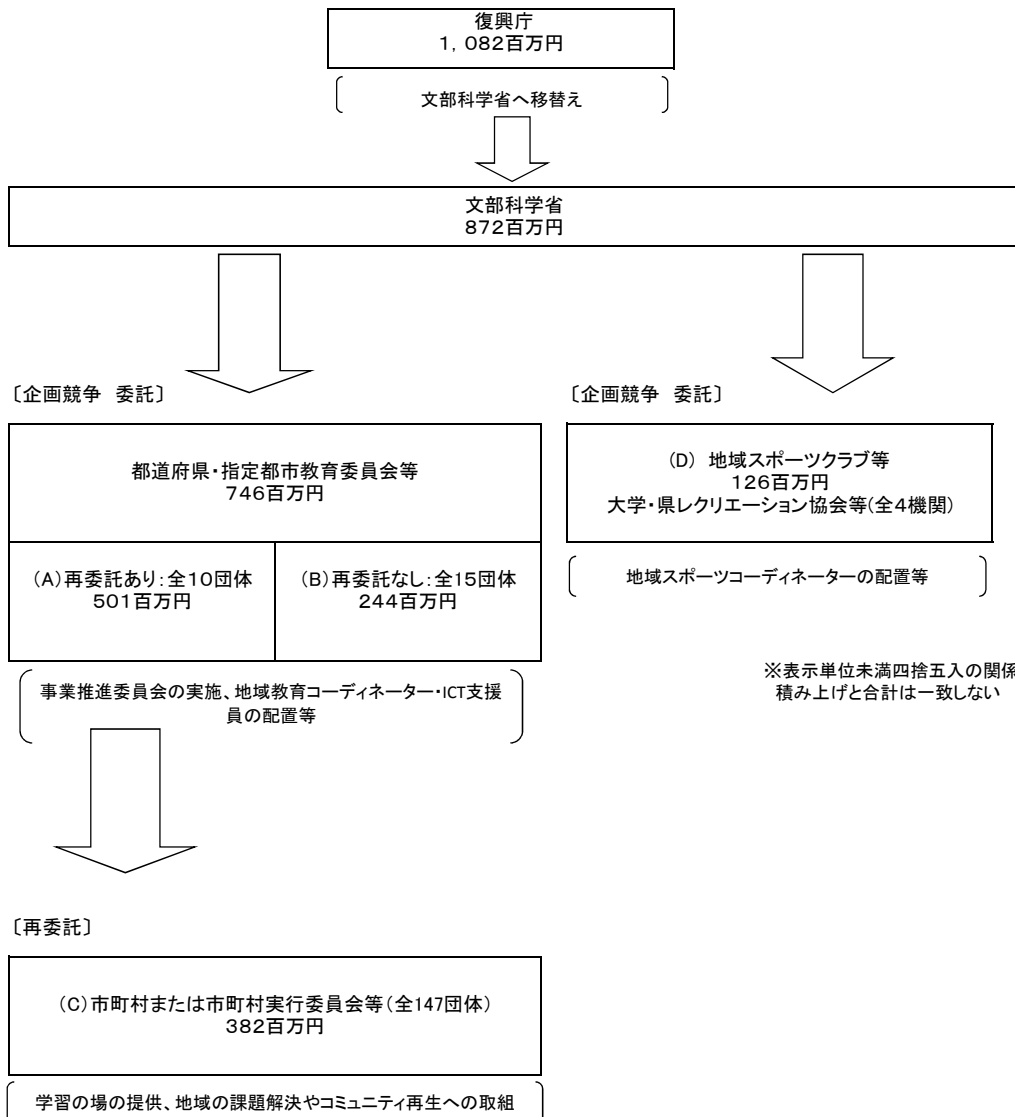 復興庁
1,082百万円
文部科学省へ移替え
文部科学省
872百万円
〔企画競争 委託〕
都道府県・指定都市教育委員会等
746百万円
(A)再委託あり:全10団体
501百万円
(B)再委託なし:全15団体
244百万円
事業推進委員会の実施、地域教育コーディネーター・ICT支援
員の配置等
〔企画競争 委託〕
(D) 地域スポーツクラブ等
126百万円
大学・県レクリエーション協会等(全4機関)
地域スポーツコーディネーターの配置等
※表示単位未満四捨五入の関係
積み上げと合計は一致しない
〔再委託〕
(C)市町村または市町村実行委員会等(全147団体)
382百万円
学習の場の提供、地域の課題解決やコミュニティ再生への取組